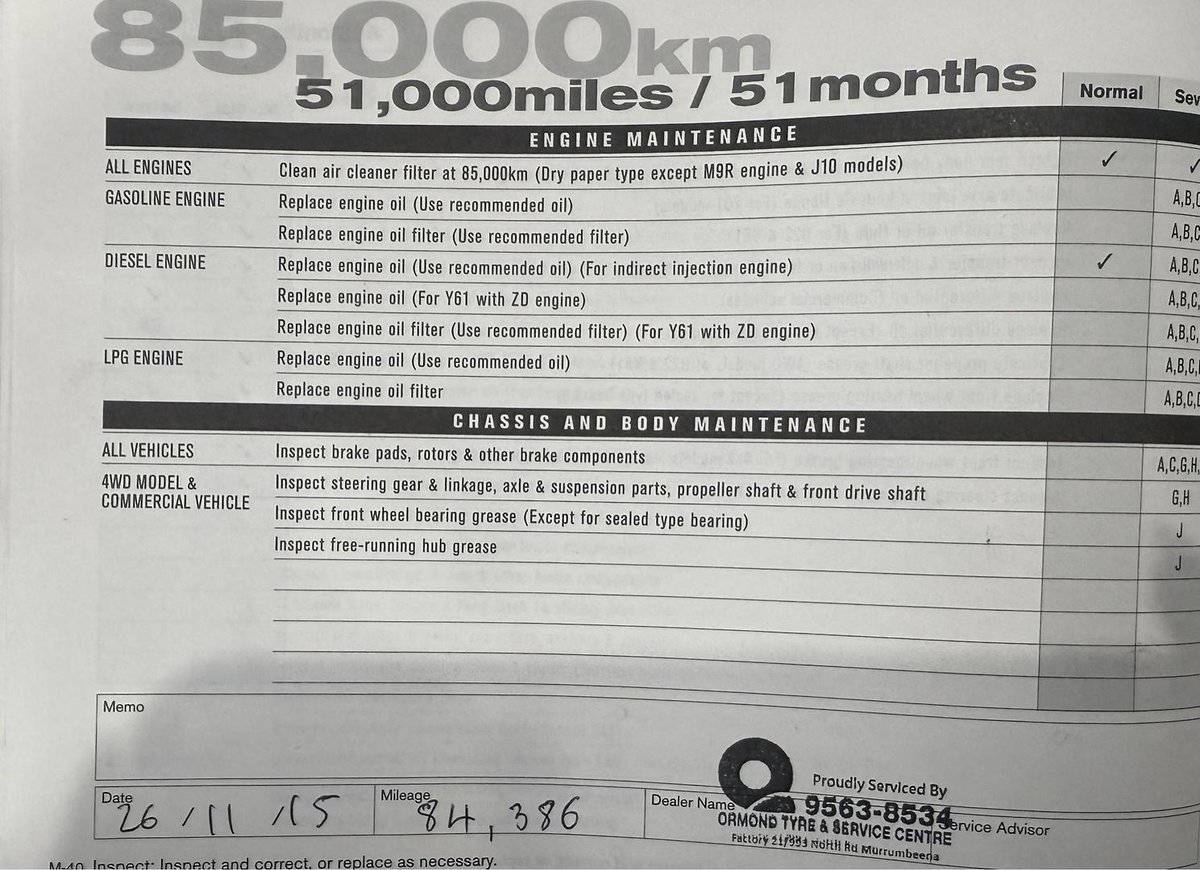 85,000km
51,000miles / 51months
Normal Sev
ENGINE MAINTENANCE
ALL ENGINES Clean air cleaner filter at 85,000km (Dry paper type except M9R engine & J10 models) ✓ ✓
GASOLINE ENGINE Replace engine oil (Use recommended oil) A,B,C
Replace engine oil filter (Use recommended filter) A,B,C
DIESEL ENGINE Replace engine oil (Use recommended oil) (For indirect injection engine) ✓ A,B,C
Replace engine oil (For Y61 with ZD engine) A,B,C,
Replace engine oil filter (Use recommended filter) (For Y61 with ZD engine) A,B,C,
LPG ENGINE Replace engine oil (Use recommended oil) A,B,C,
Replace engine oil filter A,B,C,D
CHASSIS AND BODY MAINTENANCE
ALL VEHICLES Inspect brake pads, rotors & other brake components A,C,G,H,
4WD MODEL & Inspect steering gear & linkage, axle & suspension parts, propeller shaft & front drive shaft G,H
COMMERCIAL VEHICLE Inspect front wheel bearing grease (Except for sealed type bearing) J
Inspect free-running hub grease J
Memo
Proudly Serviced By
Date 26/11/15 Mileage 84,386 Dealer Name 9563-8534
ORMOND TYRE & SERVICE CENTRE Service Advisor
Factory 21/993 North Rd Murrumbeena
M-40 Inspect: Inspect and correct, or replace as necessary.